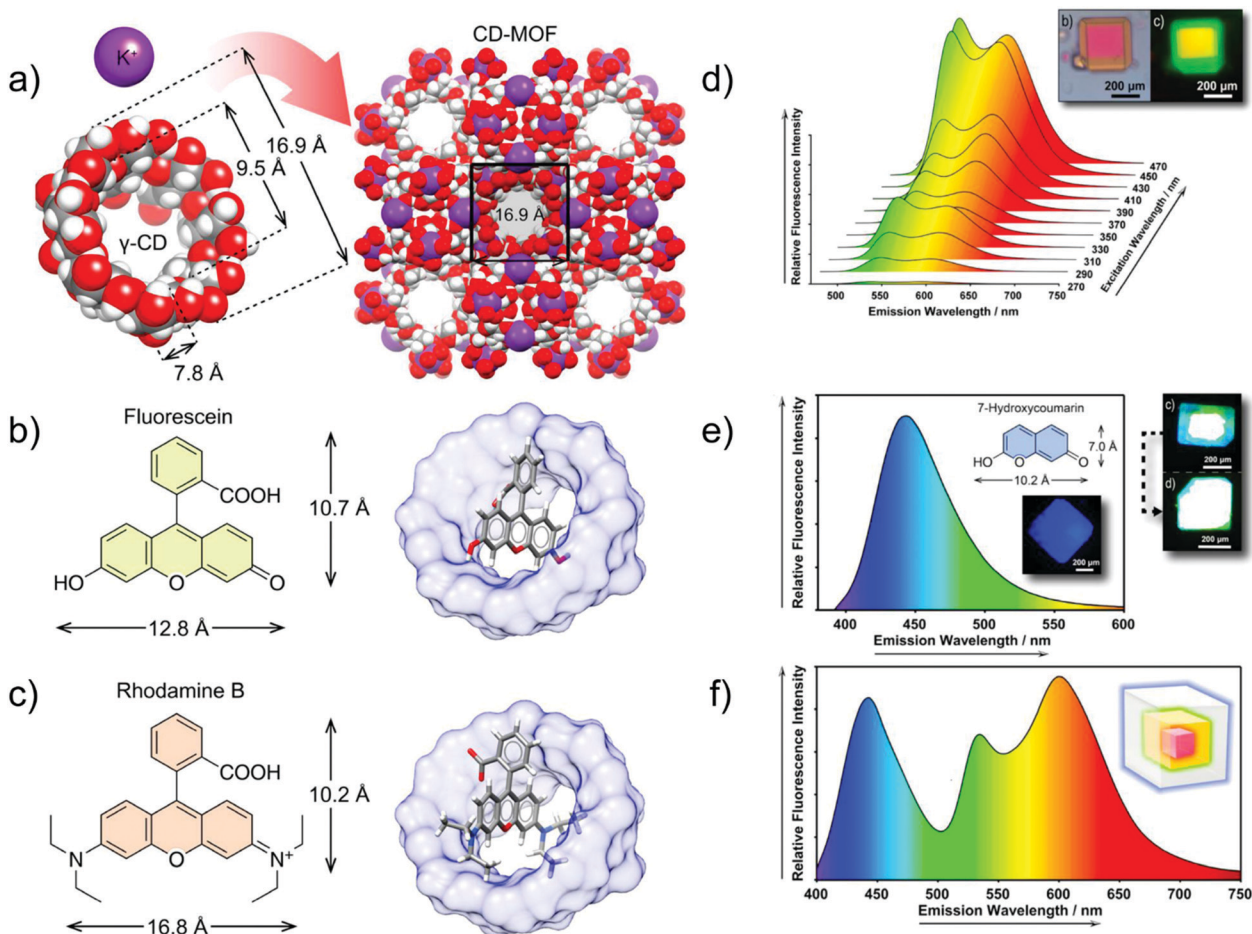 a)
K⁺
γ-CD
9.5 Å
16.9 Å
7.8 Å
CD-MOF
16.9 Å
b)
Fluorescein
COOH
HO
O
O
10.7 Å
12.8 Å
c)
Rhodamine B
COOH
N
O
N⁺
10.2 Å
16.8 Å
d)
Relative Fluorescence Intensity
500 550 600 650 700 750
Emission Wavelength / nm
270
290
310
330
350
370
390
410
430
450
470
Excitation Wavelength / nm
b)
200 µm
c)
200 µm
e)
Relative Fluorescence Intensity
7-Hydroxycoumarin
HO
O
O
7.0 Å
10.2 Å
200 µm
400 450 500 550 600
Emission Wavelength / nm
c)
200 µm
d)
200 µm
f)
Relative Fluorescence Intensity
400 450 500 550 600 650 700 750
Emission Wavelength / nm